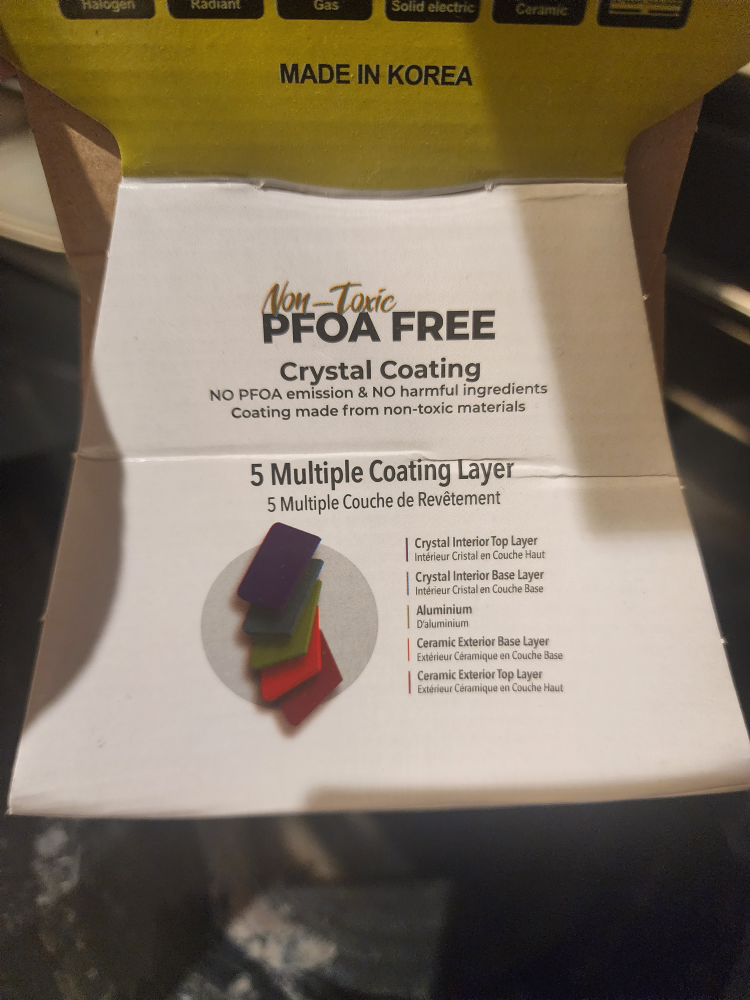 Halogen
Radiant
Gas
Solid electric
Ceramic
MADE IN KOREA
Non-Toxic
PFOA FREE
Crystal Coating
NO PFOA emission & NO harmful ingredients
Coating made from non-toxic materials
5 Multiple Coating Layer
5 Multiple Couche de Revêtement
Crystal Interior Top Layer
Intérieur Cristal en Couche Haut
Crystal Interior Base Layer
Intérieur Cristal en Couche Base
Aluminium
D'aluminium
Ceramic Exterior Base Layer
Extérieur Céramique en Couche Base
Ceramic Exterior Top Layer
Extérieur Céramique en Couche Haut